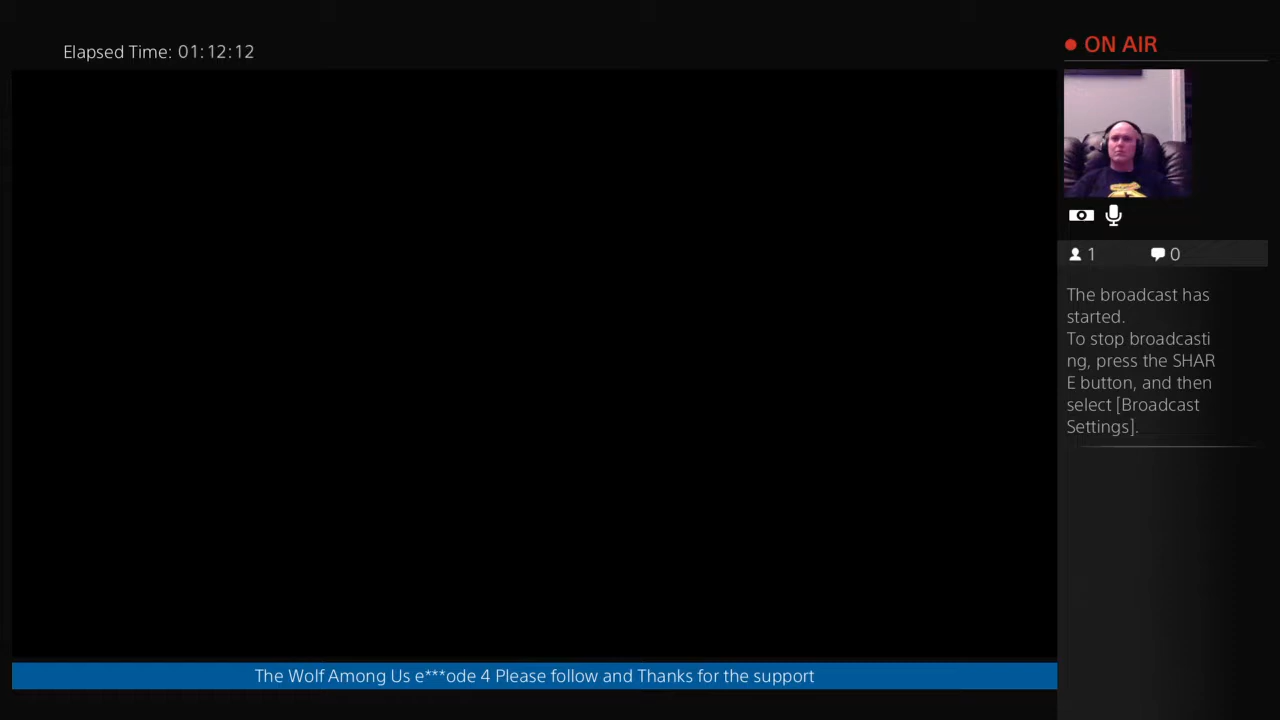 Elapsed Time: 01:12:12
ON AIR
1 0
The broadcast has
started.
To stop broadcasti
ng, press the SHAR
E button, and then
select [Broadcast
Settings].
The Wolf Among Us e***ode 4 Please follow and Thanks for the support